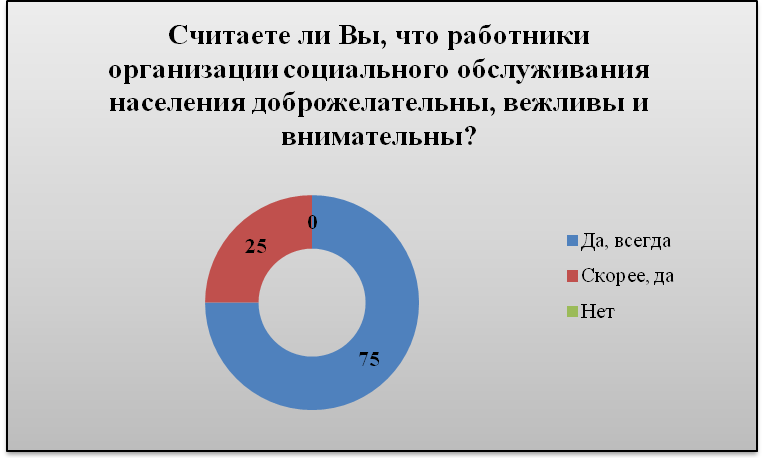 Считаете ли Вы, что работники
организации социального обслуживания
населения доброжелательны, вежливы и
внимательны?
0
25
75
Да, всегда
Скорее, да
Нет